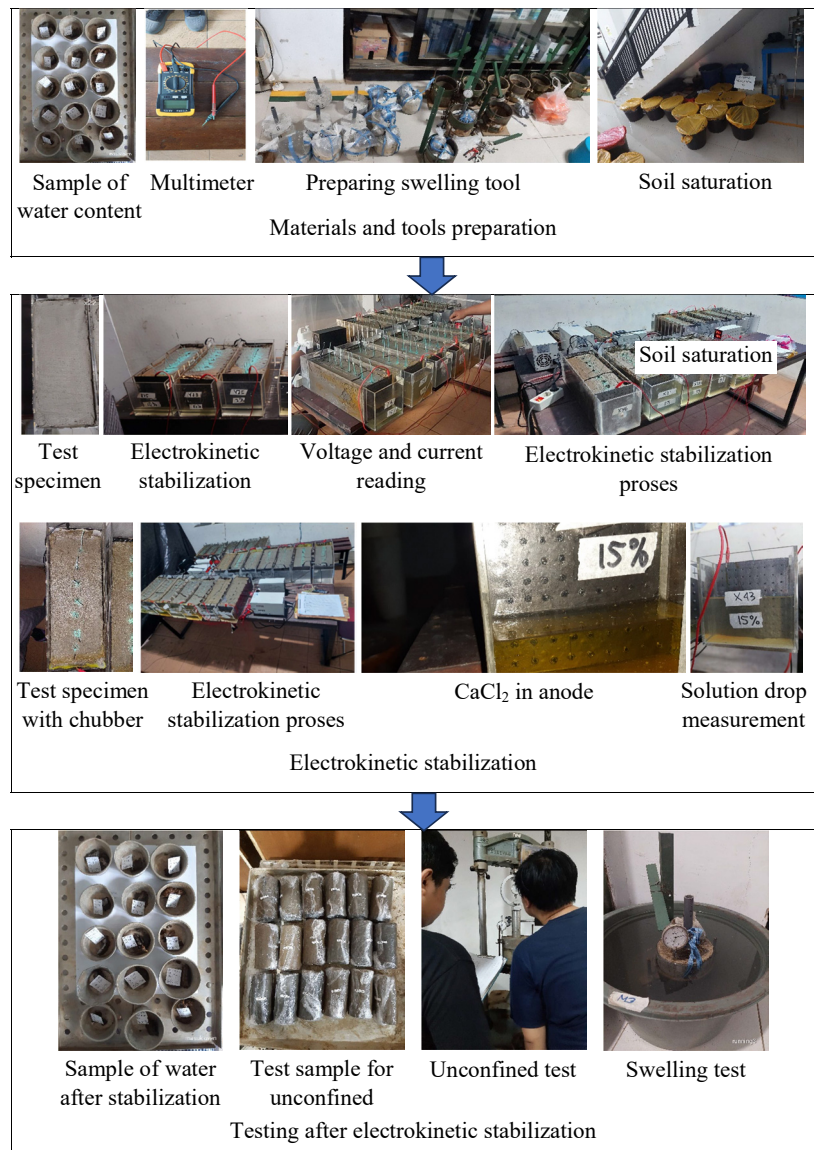 Sample of
water content
Multimeter
Preparing swelling tool
Soil saturation
Materials and tools preparation
Soil saturation
Test
specimen
Electrokinetic
stabilization
Voltage and current
reading
Electrokinetic stabilization
proses
15%
X43
15%
Test specimen
with chubber
Electrokinetic
stabilization proses
CaCl₂ in anode
Solution drop
measurement
Electrokinetic stabilization
Sample of water
after stabilization
Test sample for
unconfined
Unconfined test
Swelling test
Testing after electrokinetic stabilization